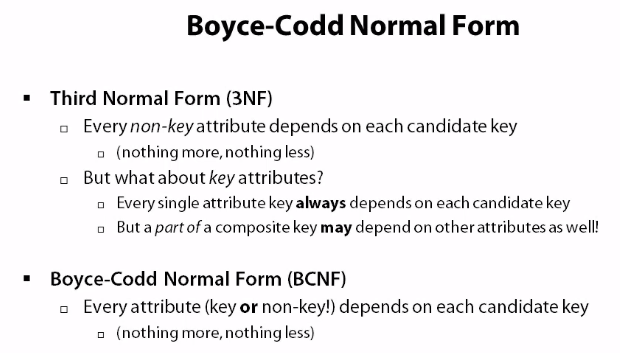 Boyce-Codd Normal Form
▪ Third Normal Form (3NF)
□ Every non-key attribute depends on each candidate key
□ (nothing more, nothing less)
□ But what about key attributes?
□ Every single attribute key always depends on each candidate key
□ But a part of a composite key may depend on other attributes as well!
▪ Boyce-Codd Normal Form (BCNF)
□ Every attribute (key or non-key!) depends on each candidate key
□ (nothing more, nothing less)